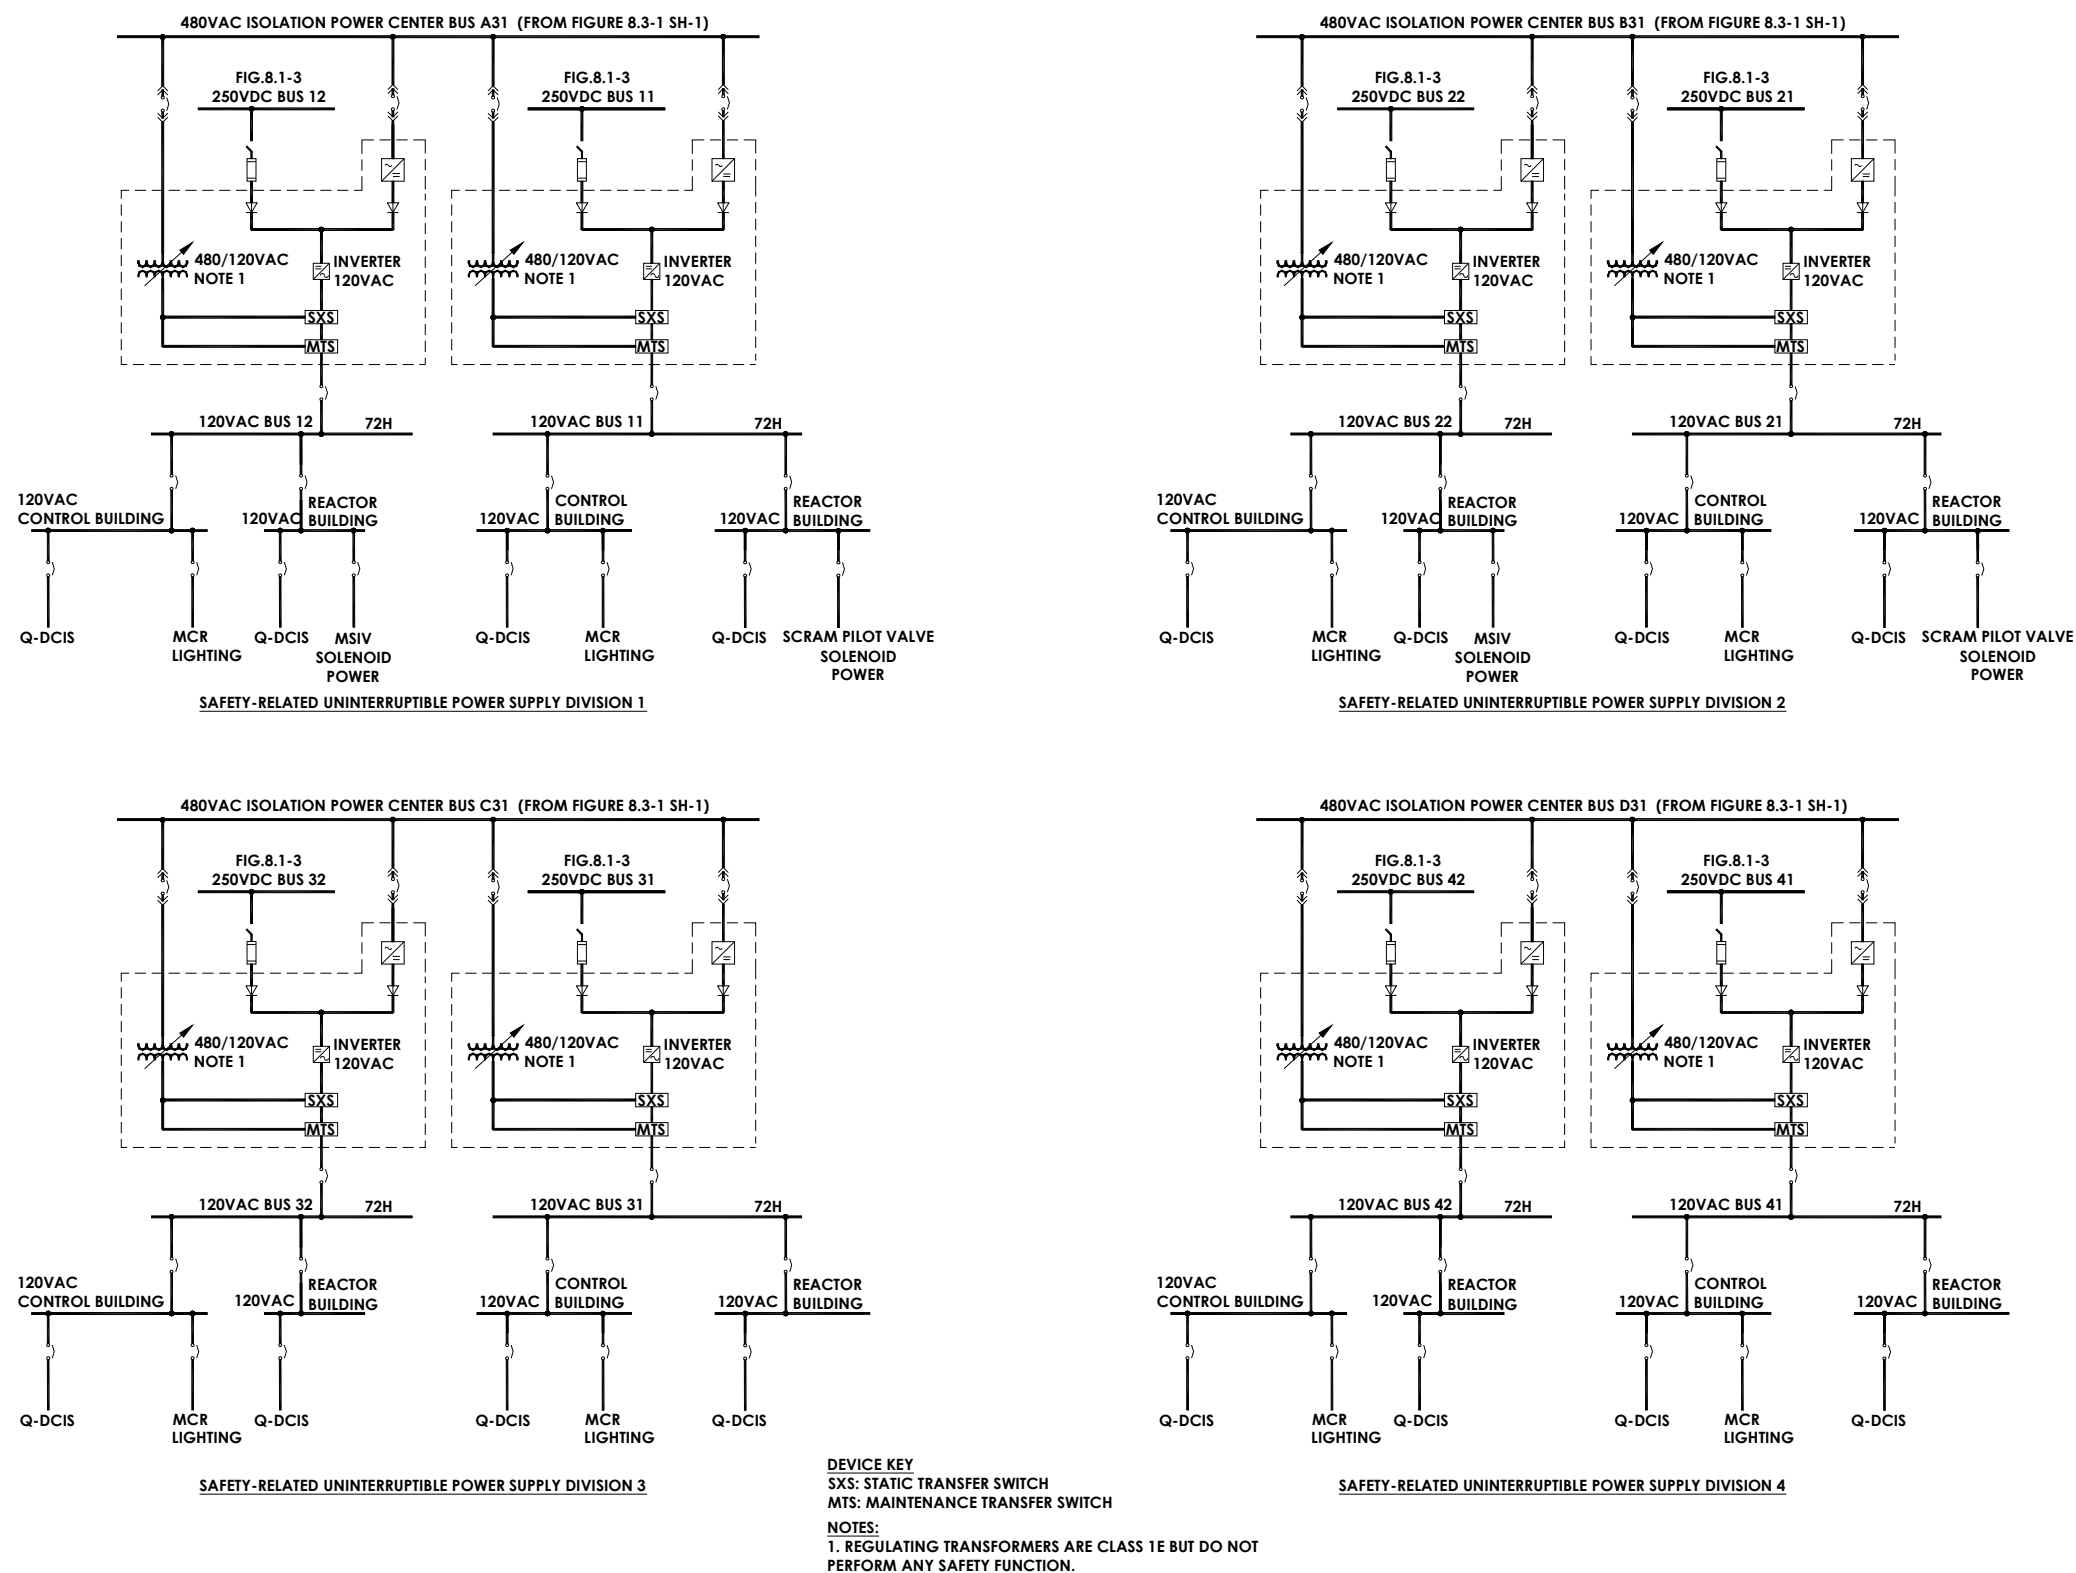 480VAC ISOLATION POWER CENTER BUS A31 (FROM FIGURE 8.3-1 SH-1)
FIG.8.1-3
250VDC BUS 12
FIG.8.1-3
250VDC BUS 11
480/120VAC
NOTE 1
INVERTER
120VAC
480/120VAC
NOTE 1
INVERTER
120VAC
SXS
SXS
MTS
MTS
120VAC BUS 12
72H
120VAC BUS 11
72H
120VAC
CONTROL BUILDING
120VAC
REACTOR
BUILDING
120VAC
CONTROL
BUILDING
120VAC
REACTOR
BUILDING
Q-DCIS
MCR
LIGHTING
Q-DCIS
MSIV
SOLENOID
POWER
Q-DCIS
MCR
LIGHTING
Q-DCIS
SCRAM PILOT VALVE
SOLENOID
POWER
SAFETY-RELATED UNINTERRUPTIBLE POWER SUPPLY DIVISION 1
480VAC ISOLATION POWER CENTER BUS B31 (FROM FIGURE 8.3-1 SH-1)
FIG.8.1-3
250VDC BUS 22
FIG.8.1-3
250VDC BUS 21
480/120VAC
NOTE 1
INVERTER
120VAC
480/120VAC
NOTE 1
INVERTER
120VAC
SXS
SXS
MTS
MTS
120VAC BUS 22
72H
120VAC BUS 21
72H
120VAC
CONTROL BUILDING
120VAC
REACTOR
BUILDING
120VAC
CONTROL
BUILDING
120VAC
REACTOR
BUILDING
Q-DCIS
MCR
LIGHTING
Q-DCIS
MSIV
SOLENOID
POWER
Q-DCIS
MCR
LIGHTING
Q-DCIS
SCRAM PILOT VALVE
SOLENOID
POWER
SAFETY-RELATED UNINTERRUPTIBLE POWER SUPPLY DIVISION 2
480VAC ISOLATION POWER CENTER BUS C31 (FROM FIGURE 8.3-1 SH-1)
FIG.8.1-3
250VDC BUS 32
FIG.8.1-3
250VDC BUS 31
480/120VAC
NOTE 1
INVERTER
120VAC
480/120VAC
NOTE 1
INVERTER
120VAC
SXS
SXS
MTS
MTS
120VAC BUS 32
72H
120VAC BUS 31
72H
120VAC
CONTROL BUILDING
120VAC
REACTOR
BUILDING
120VAC
CONTROL
BUILDING
120VAC
REACTOR
BUILDING
Q-DCIS
MCR
LIGHTING
Q-DCIS
Q-DCIS
MCR
LIGHTING
Q-DCIS
SAFETY-RELATED UNINTERRUPTIBLE POWER SUPPLY DIVISION 3
480VAC ISOLATION POWER CENTER BUS D31 (FROM FIGURE 8.3-1 SH-1)
FIG.8.1-3
250VDC BUS 42
FIG.8.1-3
250VDC BUS 41
480/120VAC
NOTE 1
INVERTER
120VAC
480/120VAC
NOTE 1
INVERTER
120VAC
SXS
SXS
MTS
MTS
120VAC BUS 42
72H
120VAC BUS 41
72H
120VAC
CONTROL BUILDING
120VAC
REACTOR
BUILDING
120VAC
CONTROL
BUILDING
120VAC
REACTOR
BUILDING
Q-DCIS
MCR
LIGHTING
Q-DCIS
Q-DCIS
MCR
LIGHTING
Q-DCIS
SAFETY-RELATED UNINTERRUPTIBLE POWER SUPPLY DIVISION 4
DEVICE KEY
SXS: STATIC TRANSFER SWITCH
MTS: MAINTENANCE TRANSFER SWITCH
NOTES:
1. REGULATING TRANSFORMERS ARE CLASS 1E BUT DO NOT
PERFORM ANY SAFETY FUNCTION.